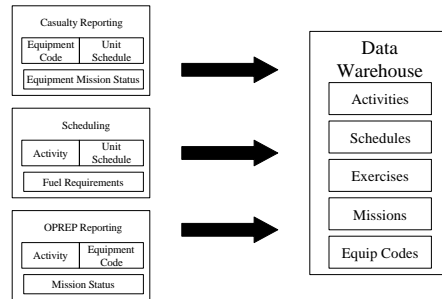 Casualty Reporting
Equipment Code
Unit Schedule
Equipment Mission Status
Scheduling
Activity
Unit Schedule
Fuel Requirements
OPREP Reporting
Activity
Equipment Code
Mission Status
Data
Warehouse
Activities
Schedules
Exercises
Missions
Equip Codes